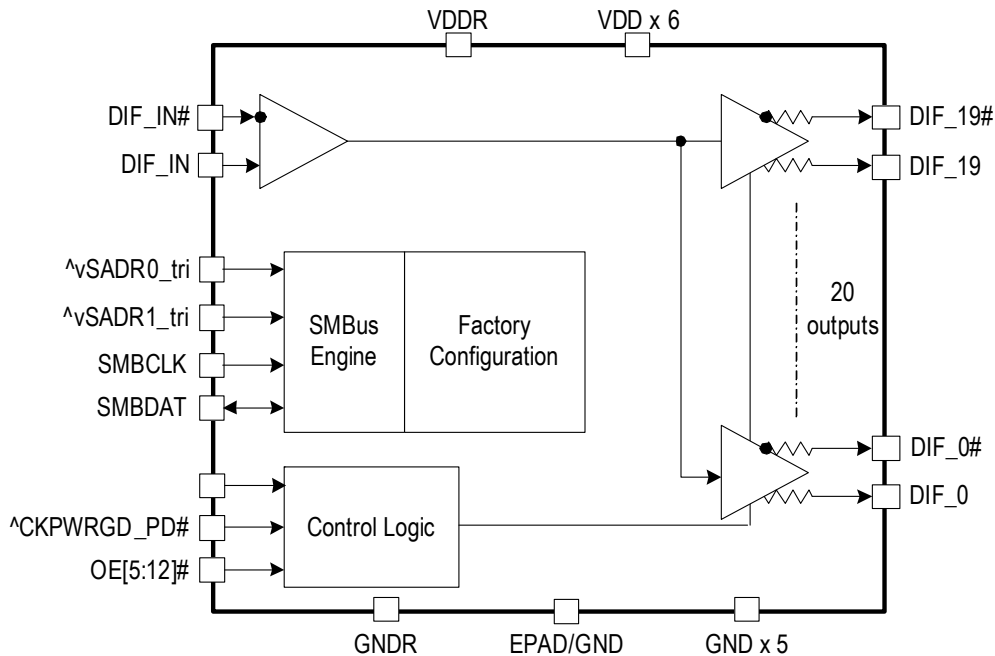 VDDR
VDD x 6
DIF_IN#
DIF_IN
DIF_19#
DIF_19
^vSADR0_tri
^vSADR1_tri
SMBCLK
SMBDAT
SMBus
Engine
Factory
Configuration
20
outputs
DIF_0#
DIF_0
^CKPWRGD_PD#
OE[5:12]#
Control Logic
GNDR
EPAD/GND
GND x 5